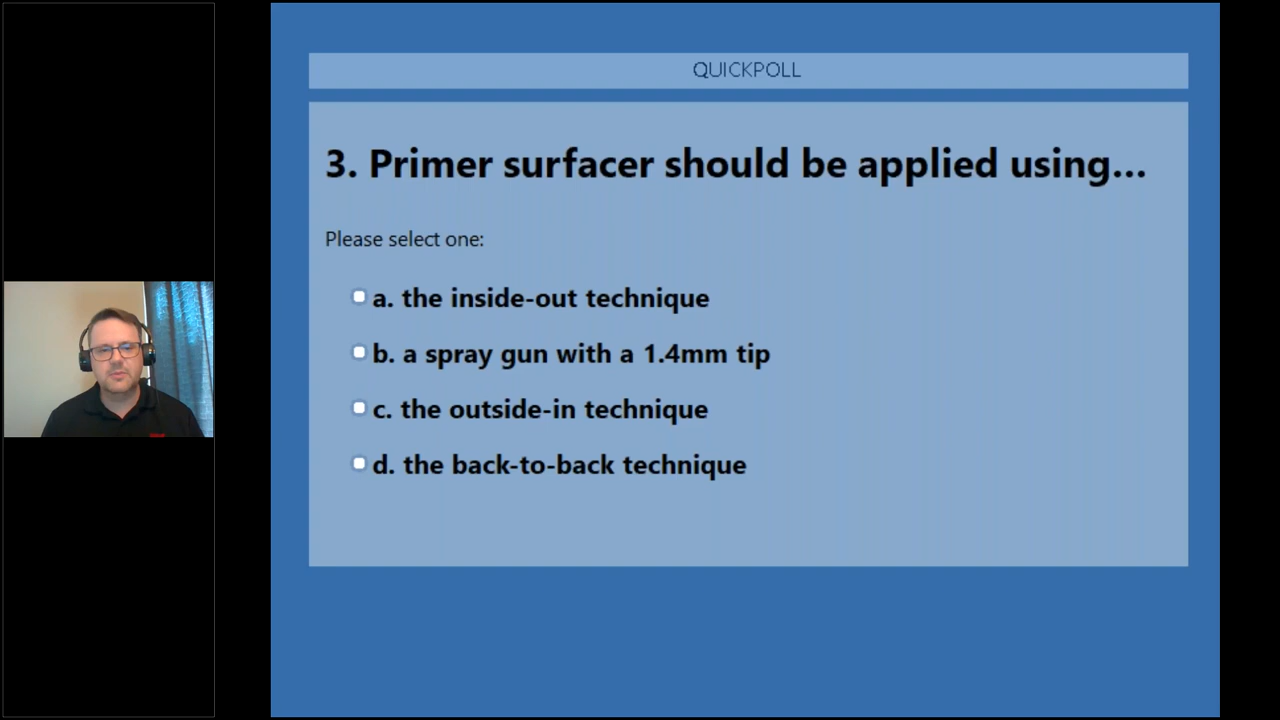 QUICKPOLL
3. Primer surfacer should be applied using...
Please select one:
a. the inside-out technique
b. a spray gun with a 1.4mm tip
c. the outside-in technique
d. the back-to-back technique